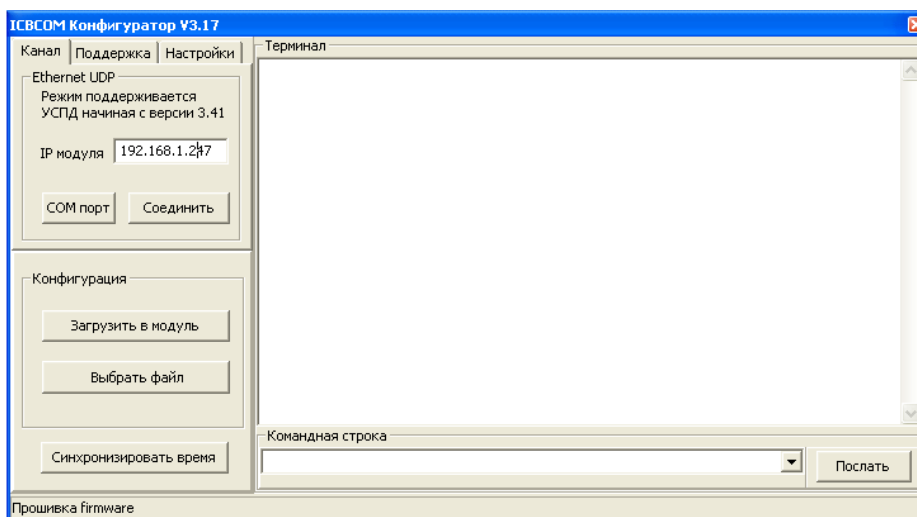 ICBCOM Конфигуратор V3.17
Канал
Поддержка
Настройки
Ethernet UDP
Режим поддерживается
УСПД начиная с версии 3.41
IP модуля
192.168.1.247
COM порт
Соединить
Конфигурация
Загрузить в модуль
Выбрать файл
Синхронизировать время
Терминал
Командная строка
Послать
Прошивка firmware